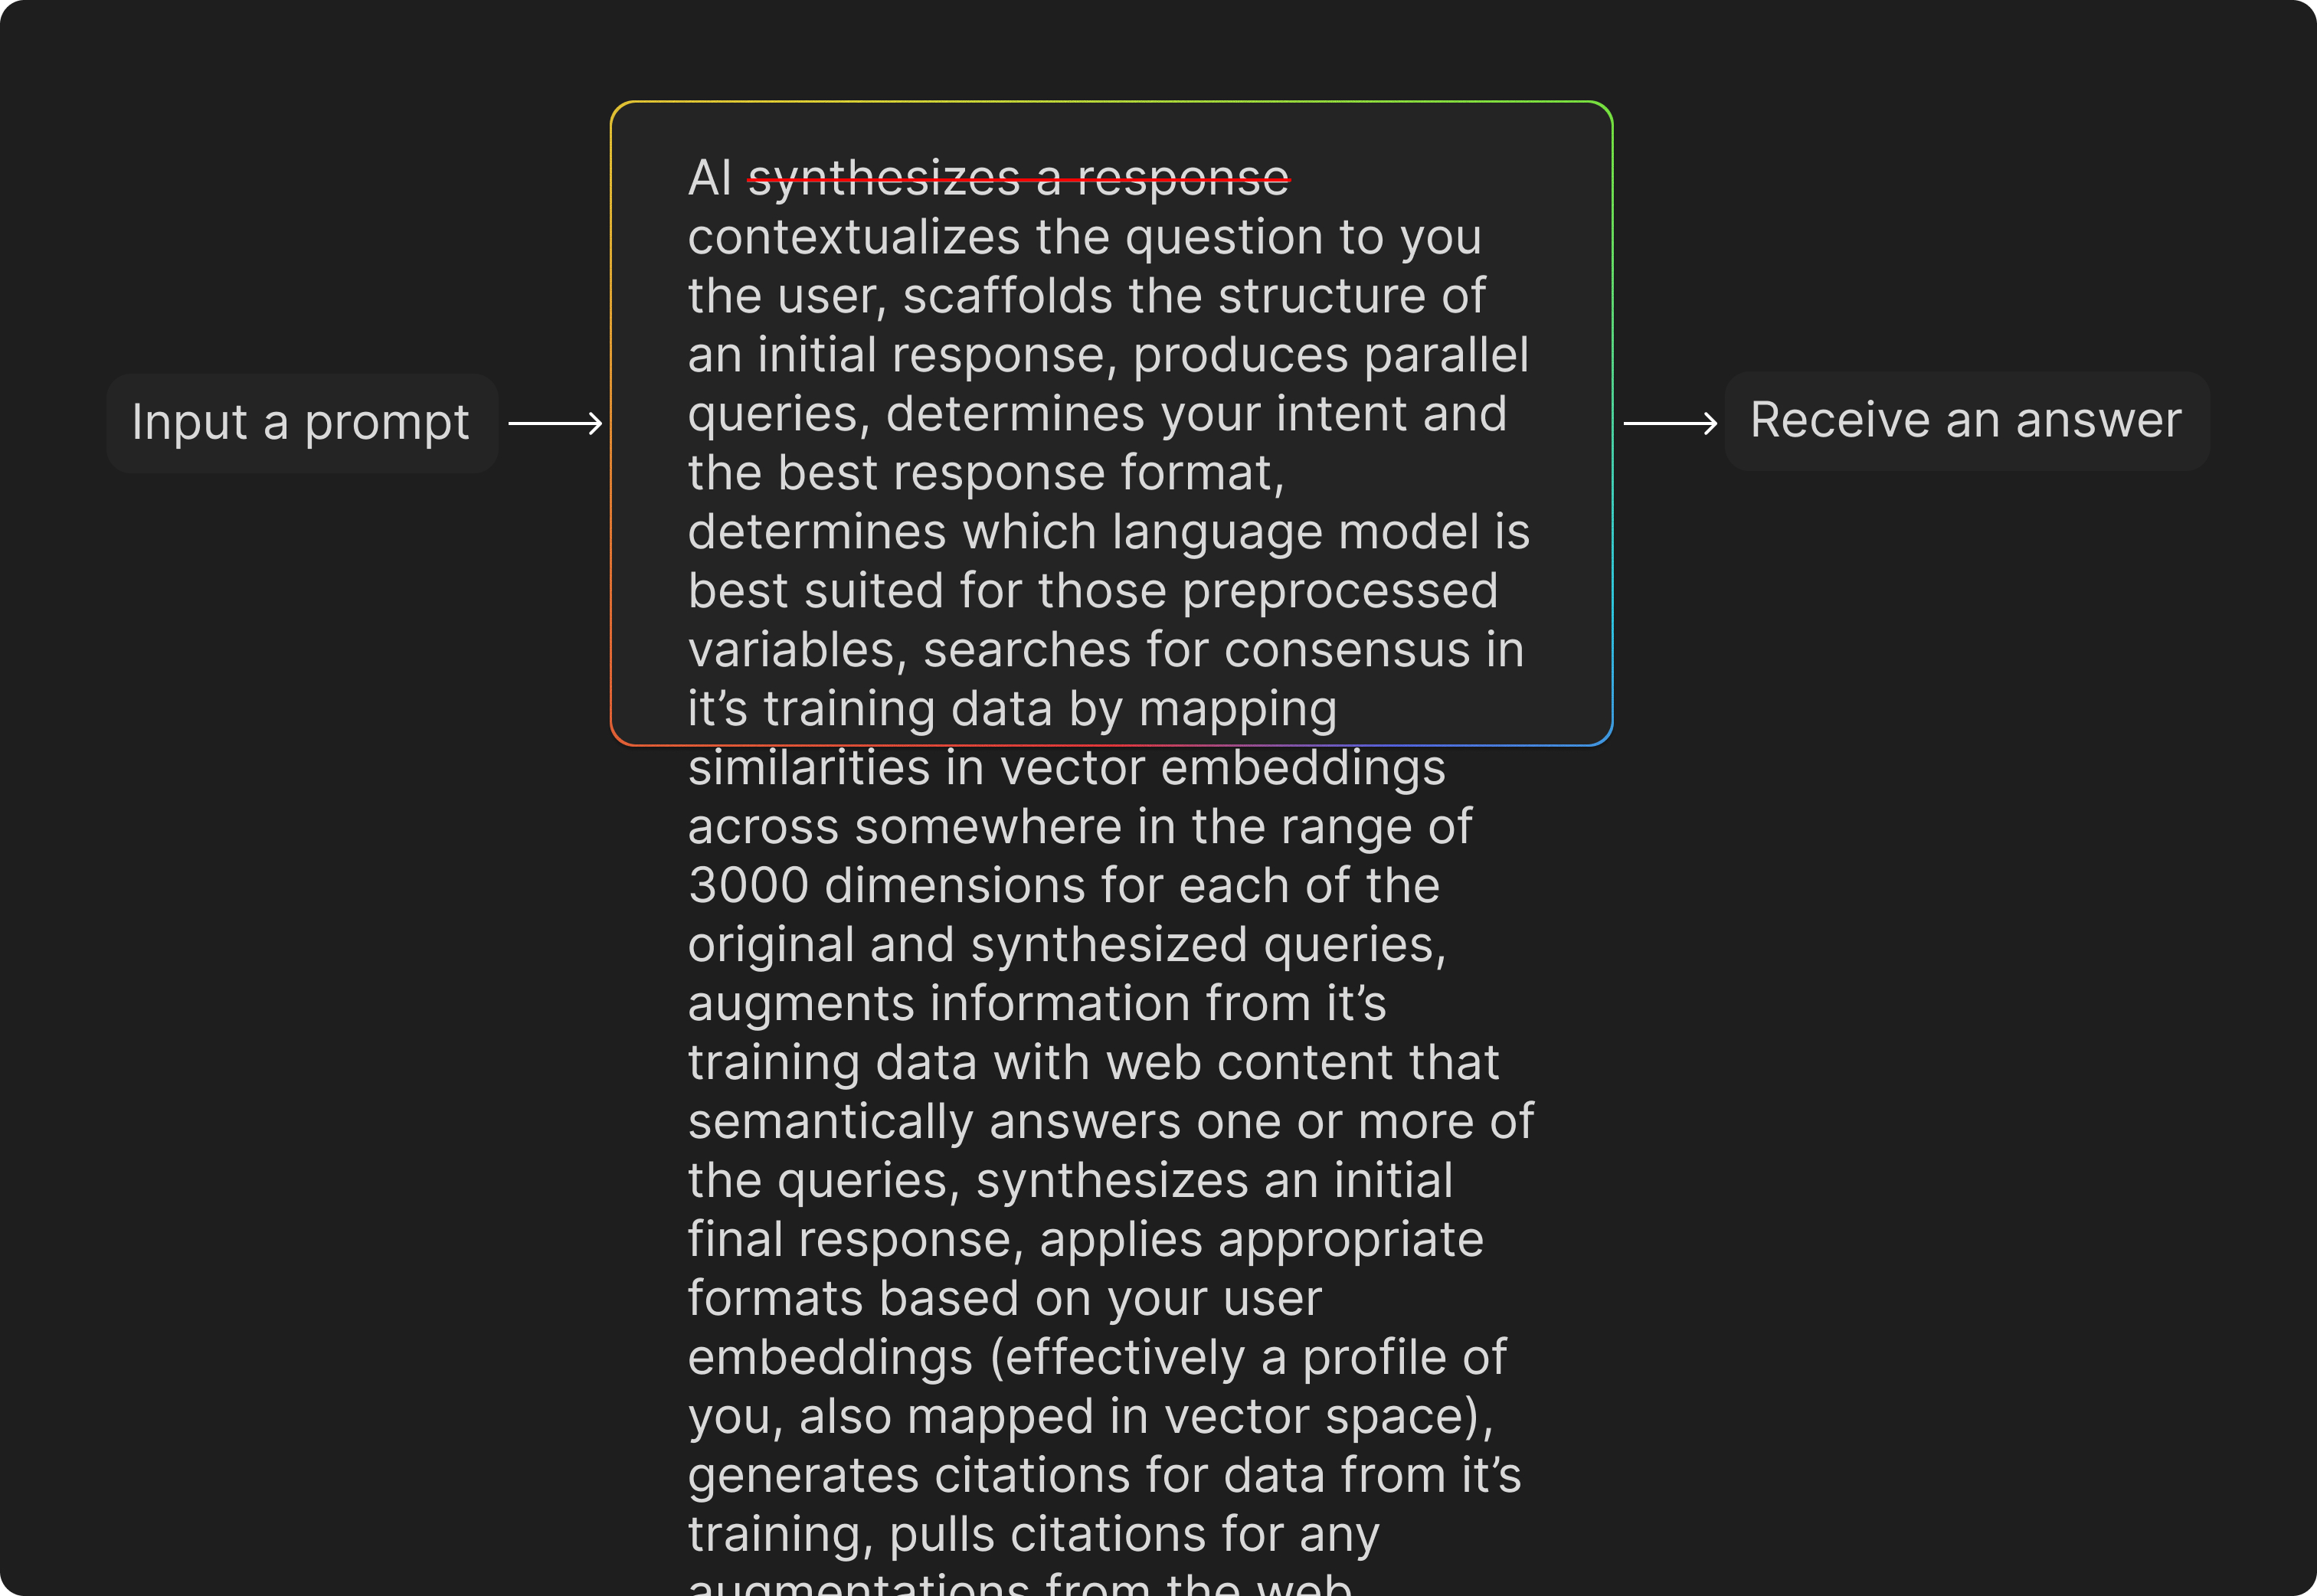 Input a prompt
AI synthesizes a response
contextualizes the question to you
the user, scaffolds the structure of
an initial response, produces parallel
queries, determines your intent and
the best response format,
determines which language model is
best suited for those preprocessed
variables, searches for consensus in
it’s training data by mapping
similarities in vector embeddings
across somewhere in the range of
3000 dimensions for each of the
original and synthesized queries,
augments information from it’s
training data with web content that
semantically answers one or more of
the queries, synthesizes an initial
final response, applies appropriate
formats based on your user
embeddings (effectively a profile of
you, also mapped in vector space),
generates citations for data from it’s
training, pulls citations for any
augmentations from the web
Receive an answer